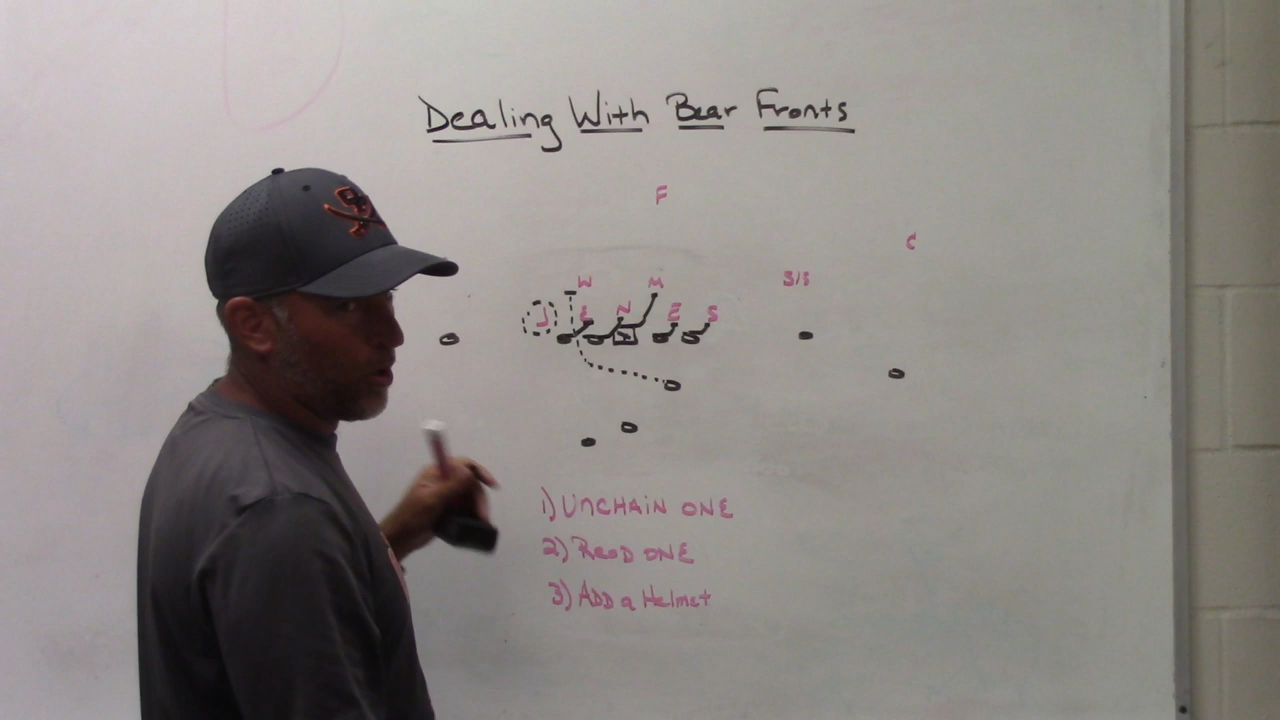 Dealing With Bear Fronts
F
C
W M S/S
J E N E S
1) UNCHAIN ONE
2) Read ONE
3) ADD a Helmet